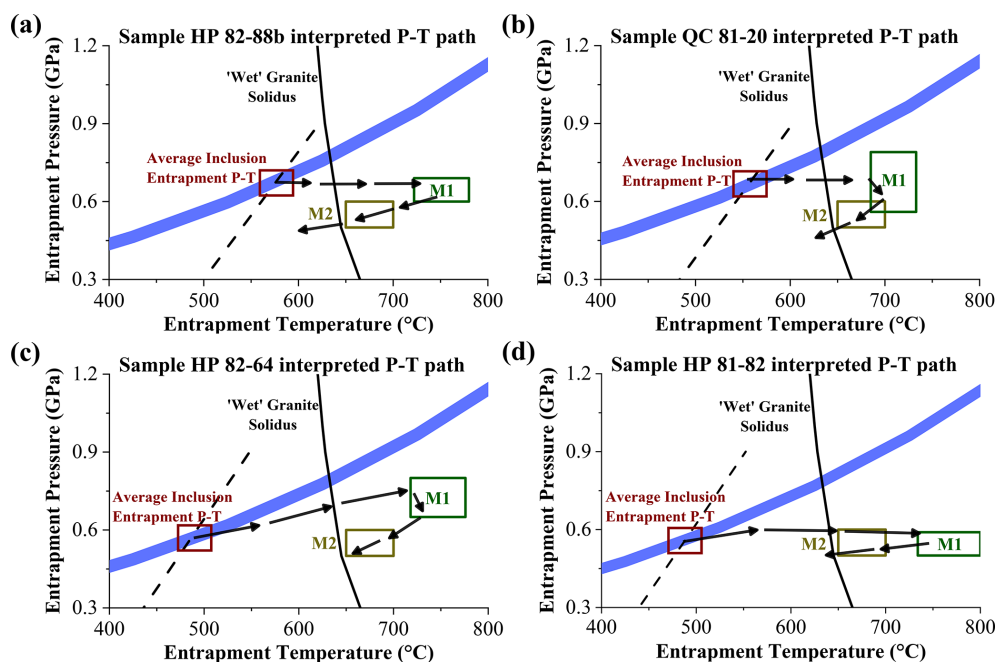 (a)
Sample HP 82-88b interpreted P-T path
Entrapment Pressure (GPa)
1.2
0.9
0.6
0.3
'Wet' Granite
Solidus
Average Inclusion
Entrapment P-T
M1
M2
400
500
600
700
800
Entrapment Temperature (°C)
(b)
Sample QC 81-20 interpreted P-T path
Entrapment Pressure (GPa)
1.2
0.9
0.6
0.3
'Wet' Granite
Solidus
Average Inclusion
Entrapment P-T
M1
M2
400
500
600
700
800
Entrapment Temperature (°C)
(c)
Sample HP 82-64 interpreted P-T path
Entrapment Pressure (GPa)
1.2
0.9
0.6
0.3
'Wet' Granite
Solidus
Average Inclusion
Entrapment P-T
M1
M2
400
500
600
700
800
Entrapment Temperature (°C)
(d)
Sample HP 81-82 interpreted P-T path
Entrapment Pressure (GPa)
1.2
0.9
0.6
0.3
'Wet' Granite
Solidus
Average Inclusion
Entrapment P-T
M2
M1
400
500
600
700
800
Entrapment Temperature (°C)